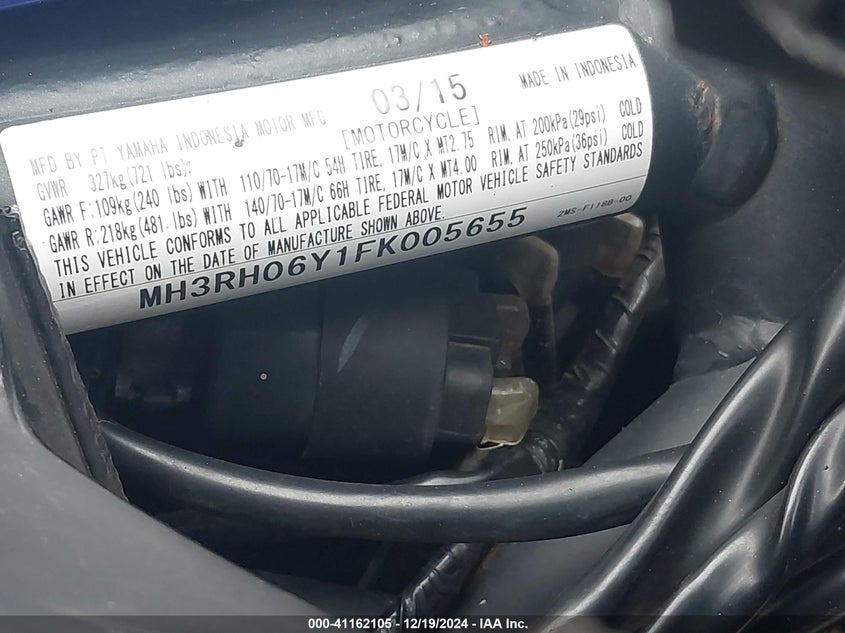 MFD BY PT YAMAHA INDONESIA MOTOR MFG 03/15 MADE IN INDONESIA
[MOTORCYCLE]
GVWR 327kg(721 lbs):
GAWR F:109kg(240 lbs) WITH 110/70-17M/C 54H TIRE, 17M/C X MT2.75 RIM, AT 200kPa(29psi) COLD
GAWR R:218kg(481. lbs) WITH 140/70-17M/C 66H TIRE, 17M/C X MT4.00 RIM, AT 250kPa(36psi) COLD
THIS VEHICLE CONFORMS TO ALL APPLICABLE FEDERAL MOTOR VEHICLE SAFETY STANDARDS
IN EFFECT ON THE DATE OF MANUFACTURE SHOWN ABOVE.
2MS-F118B-00
MH3RH06Y1FK005655
000-41162105 - 12/19/2024 - IAA Inc.